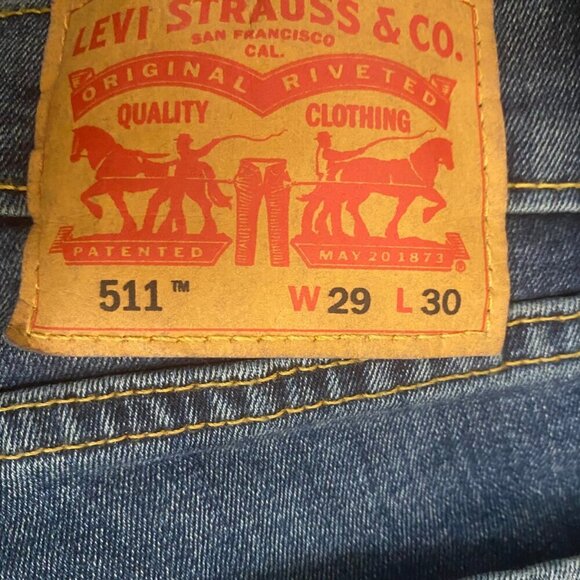 LEVI STRAUSS & CO.
SAN FRANCISCO
CAL.
ORIGINAL RIVETED
QUALITY CLOTHING
PATENTED MAY 20 1873 ®
511™ W 29 L 30